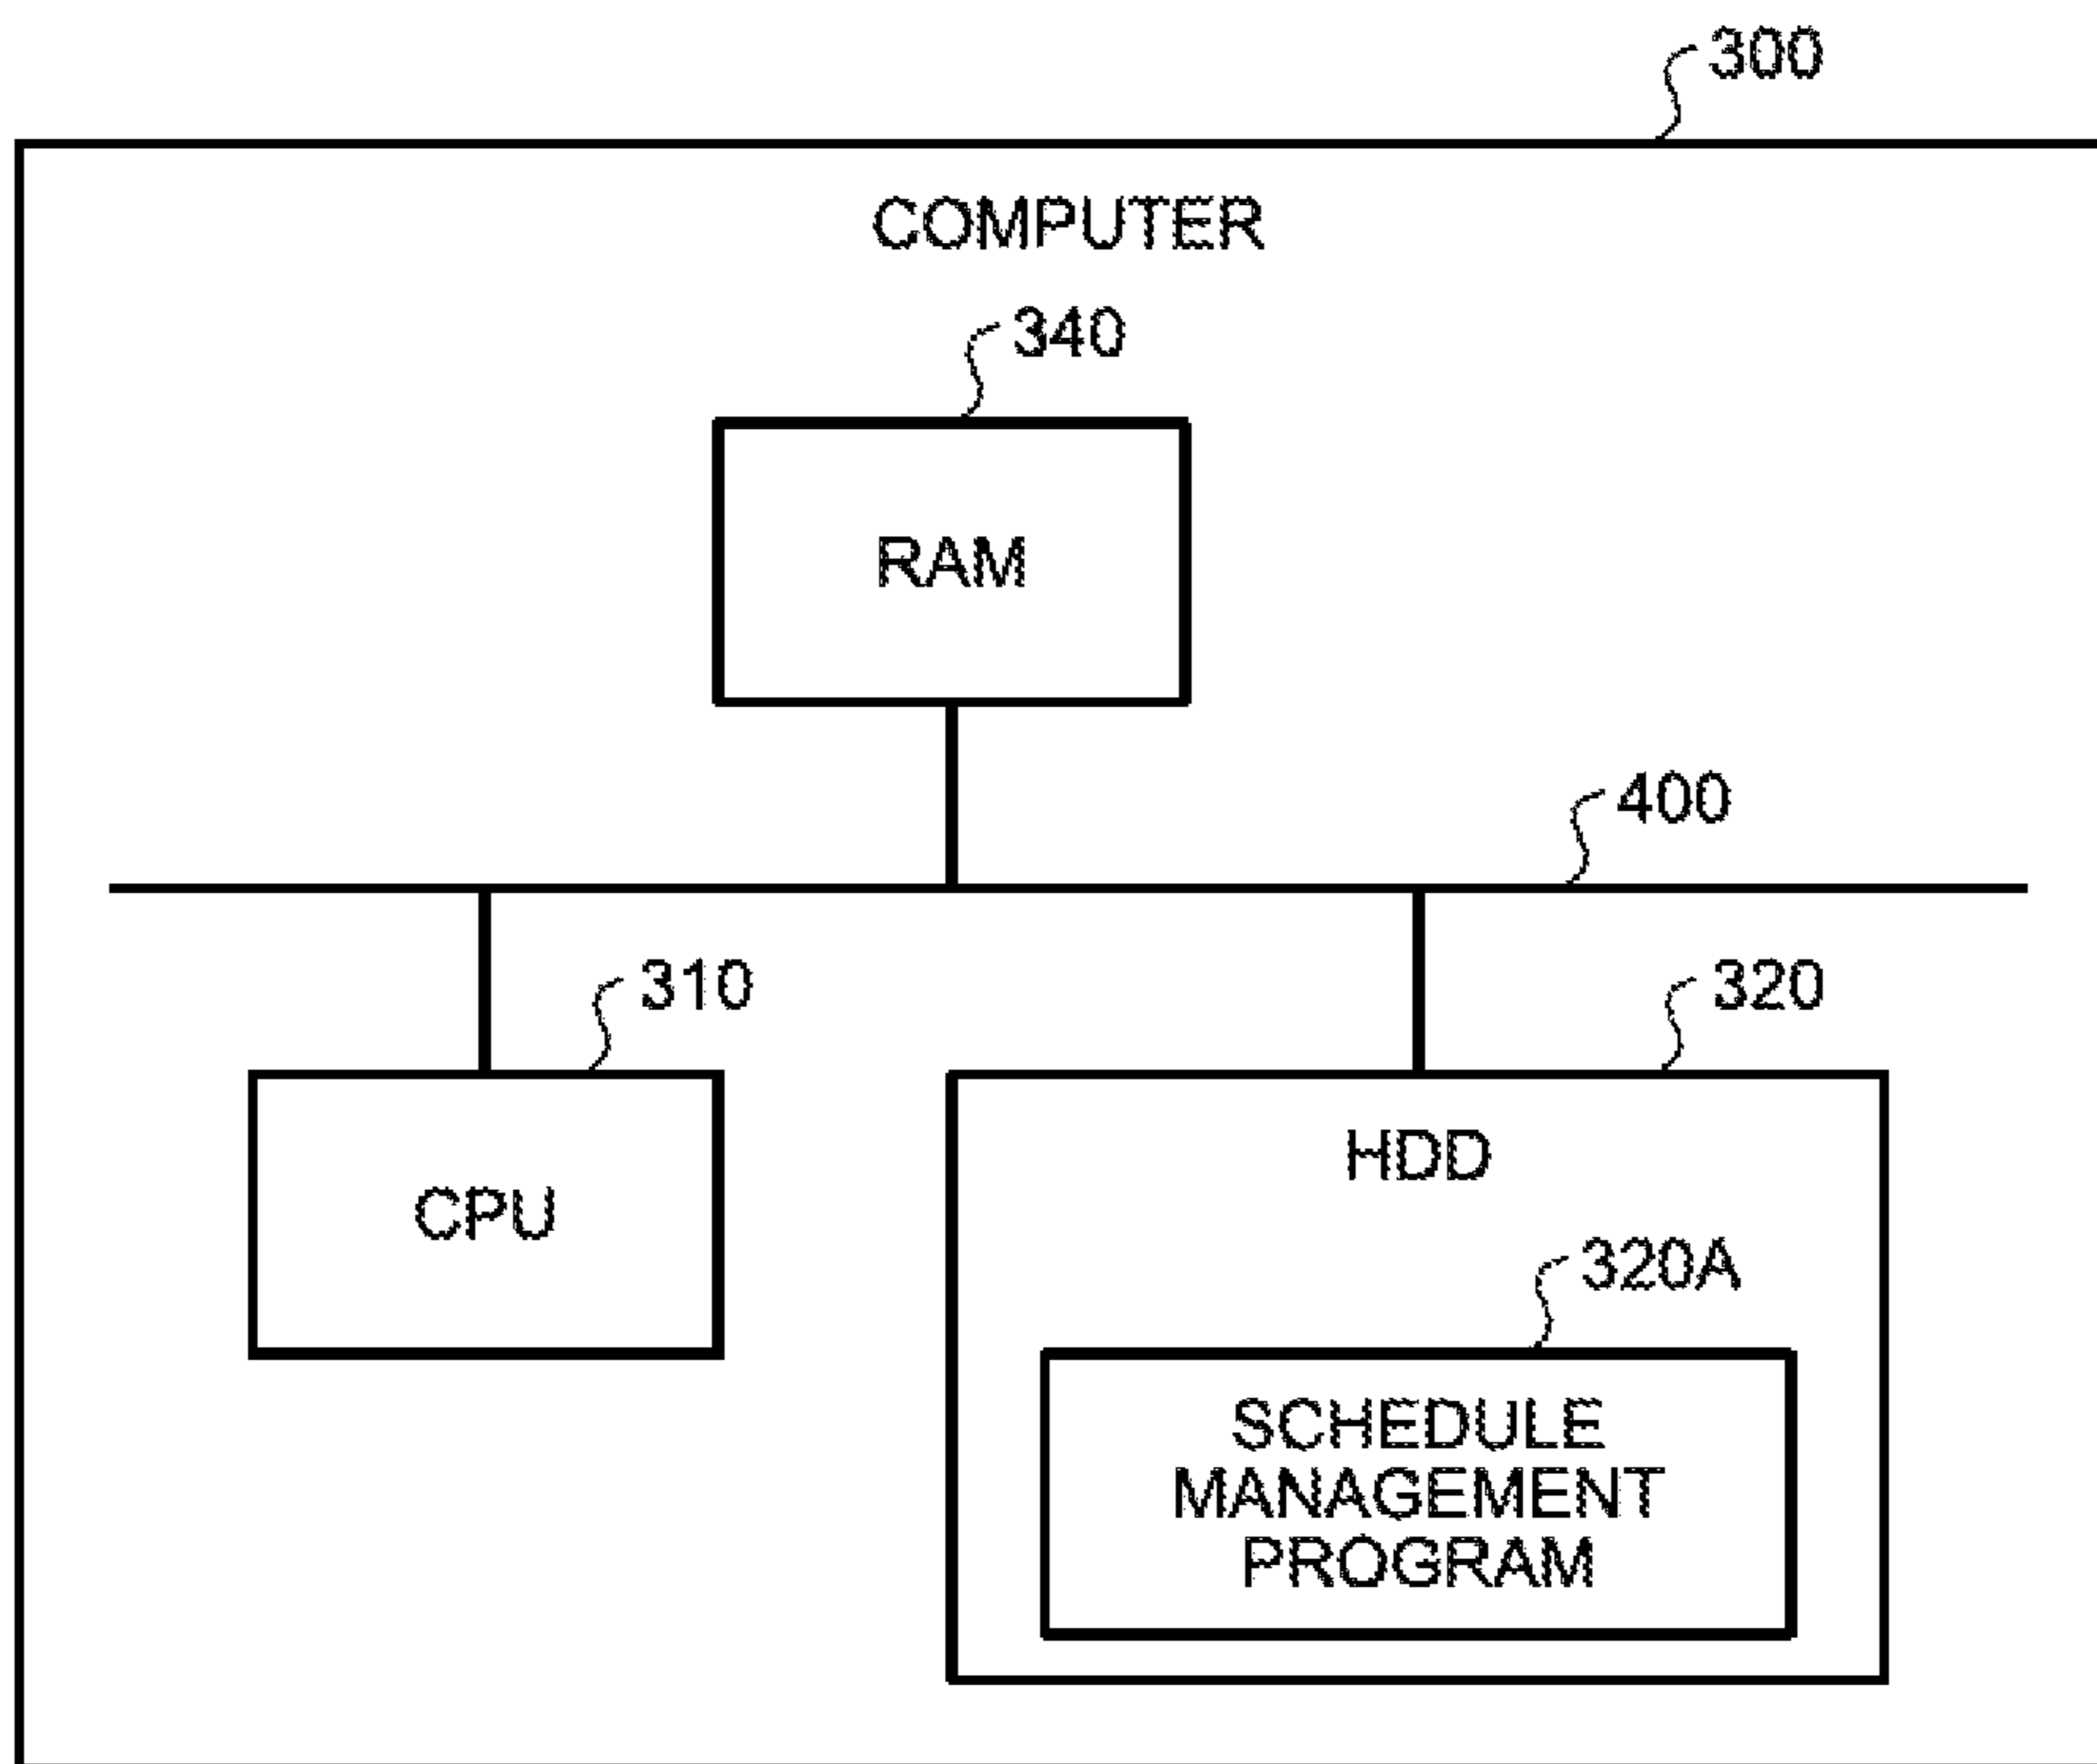 300
COMPUTER
340
RAM
400
310
320
CPU
HDD
320A
SCHEDULE
MANAGEMENT
PROGRAM